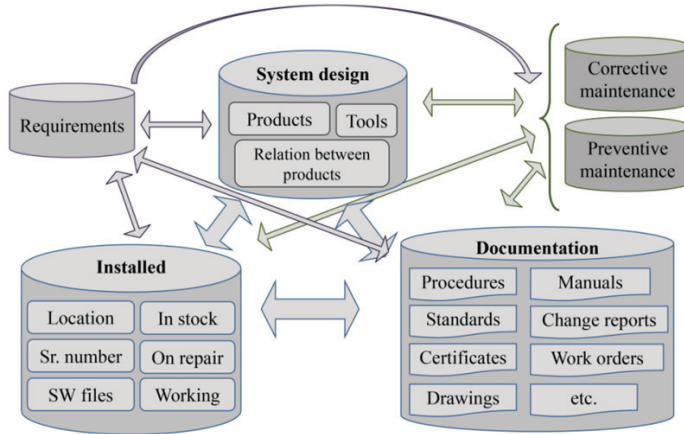 System design
Products
Tools
Relation between
products
Requirements
Corrective
maintenance
Preventive
maintenance
Installed
Location
In stock
Sr. number
On repair
SW files
Working
Documentation
Procedures
Manuals
Standards
Change reports
Certificates
Work orders
Drawings
etc.